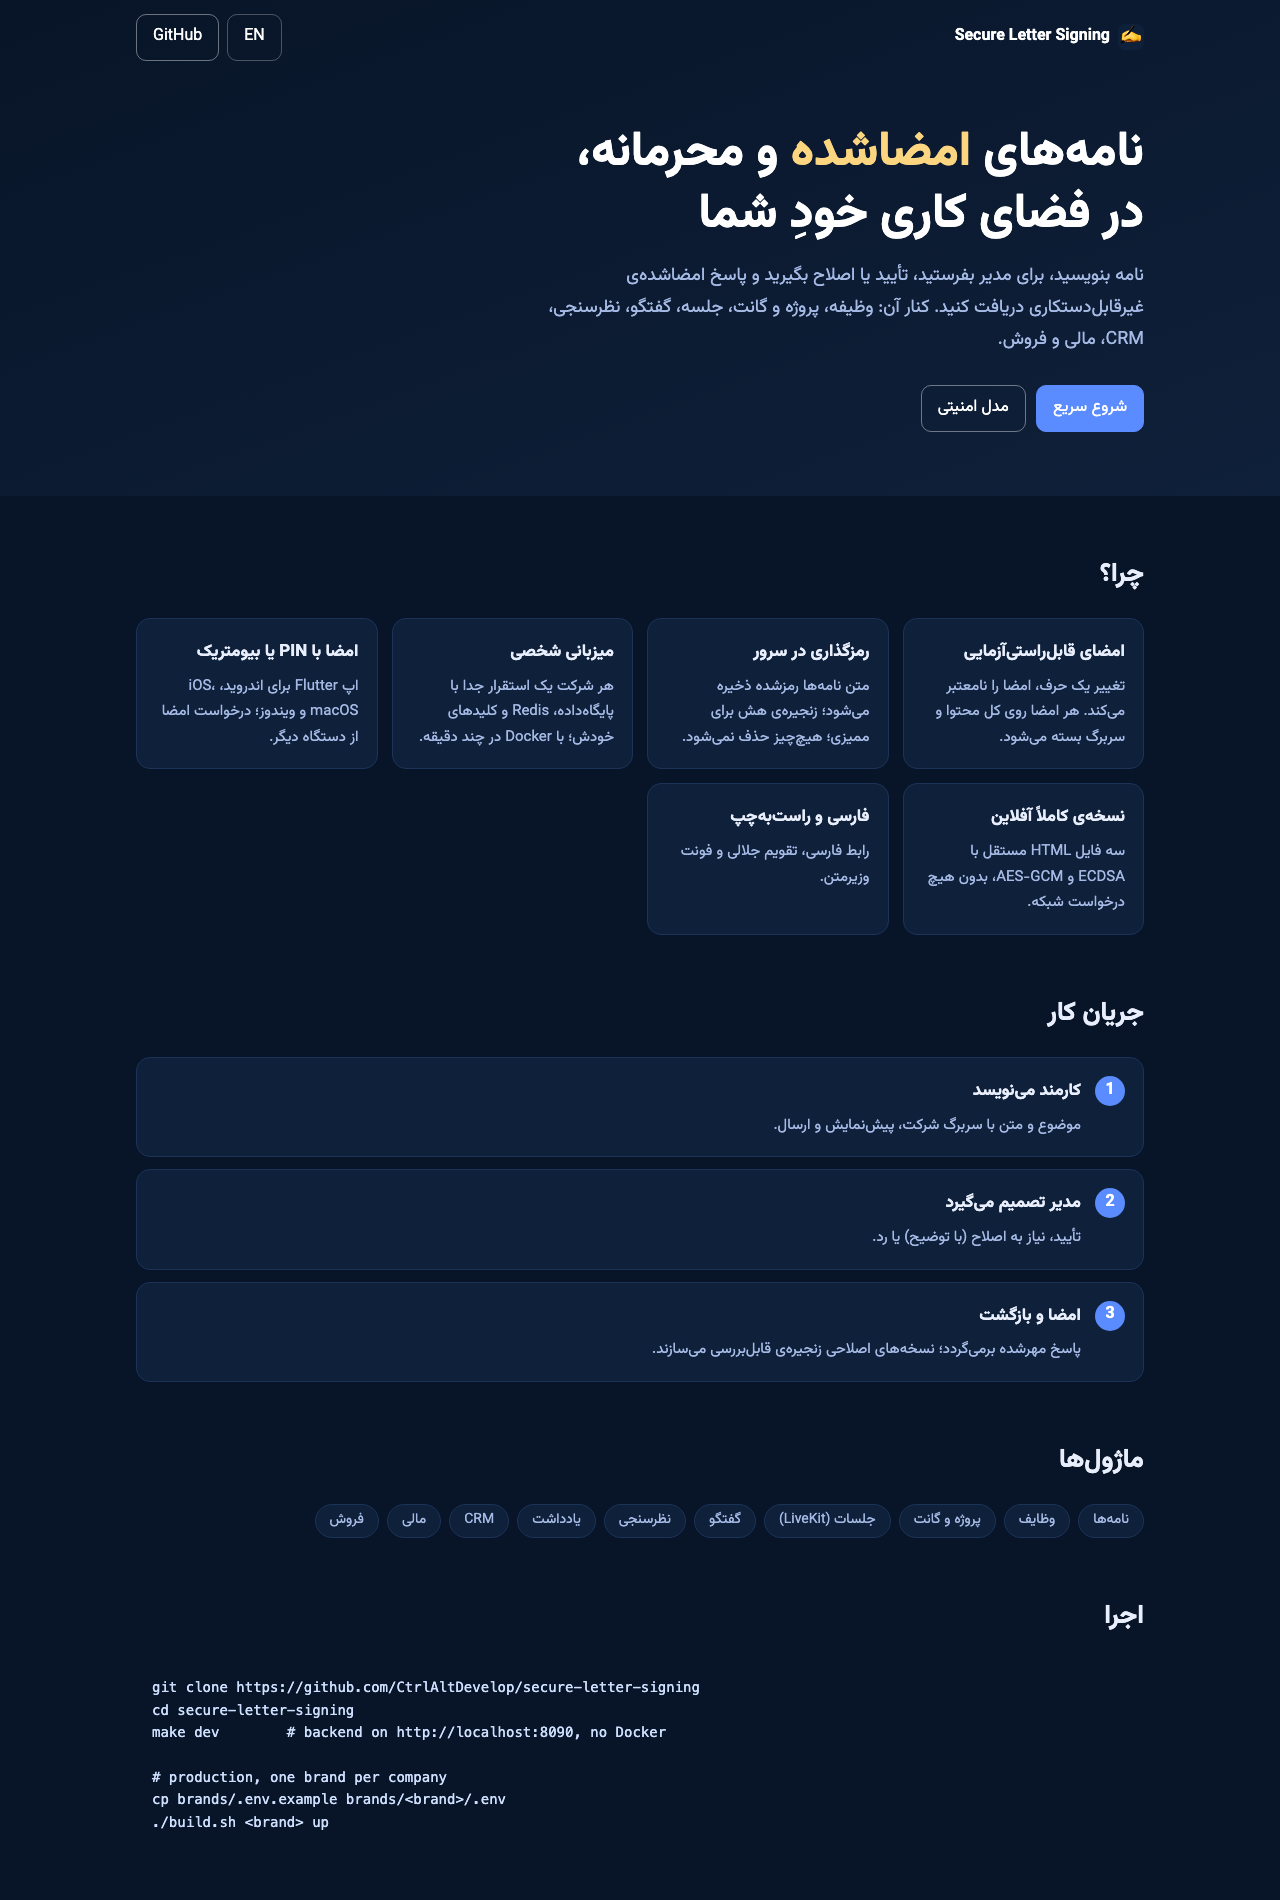 ✍️ Secure Letter Signing
EN
GitHub
نامه‌های امضاشده و محرمانه،
در فضای کاری خودِ شما
نامه بنویسید، برای مدیر بفرستید، تأیید یا اصلاح بگیرید و پاسخ امضاشده‌ی
غیرقابل‌دستکاری دریافت کنید. کنار آن: وظیفه، پروژه و گانت، جلسه، گفتگو، نظرسنجی،
CRM، مالی و فروش.
شروع سریع
مدل امنیتی
چرا؟
امضای قابل‌راستی‌آزمایی
تغییر یک حرف، امضا را نامعتبر
می‌کند. هر امضا روی کل محتوا و
سربرگ بسته می‌شود.
رمزگذاری در سرور
متن نامه‌ها رمزشده ذخیره
می‌شود؛ زنجیره‌ی هش برای
ممیزی؛ هیچ‌چیز حذف نمی‌شود.
میزبانی شخصی
هر شرکت یک استقرار جدا با
پایگاه‌داده، Redis و کلیدهای
خودش؛ با Docker در چند دقیقه.
امضا با PIN یا بیومتریک
اپ Flutter برای اندروید، iOS،
macOS و ویندوز؛ درخواست امضا
از دستگاه دیگر.
نسخه‌ی کاملاً آفلاین
سه فایل HTML مستقل با
ECDSA و AES-GCM، بدون هیچ
درخواست شبکه.
فارسی و راست‌به‌چپ
رابط فارسی، تقویم جلالی و فونت
وزیرمتن.
جریان کار
1
کارمند می‌نویسد
موضوع و متن با سربرگ شرکت، پیش‌نمایش و ارسال.
2
مدیر تصمیم می‌گیرد
تأیید، نیاز به اصلاح (با توضیح) یا رد.
3
امضا و بازگشت
پاسخ مهرشده برمی‌گردد؛ نسخه‌های اصلاحی زنجیره‌ی قابل‌بررسی می‌سازند.
ماژول‌ها
نامه‌ها
وظایف
پروژه و گانت
جلسات (LiveKit)
گفتگو
نظرسنجی
یادداشت
CRM
مالی
فروش
اجرا
git clone https://github.com/CtrlAltDevelop/secure-letter-signing
cd secure-letter-signing
make dev        # backend on http://localhost:8090, no Docker
# production, one brand per company
cp brands/.env.example brands/<brand>/.env
./build.sh <brand> up